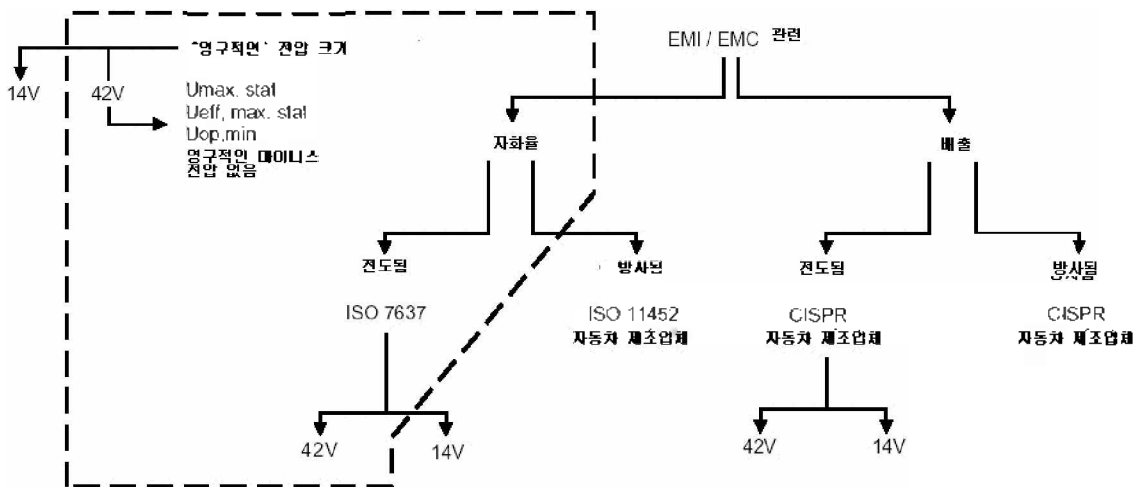 "영구적인" 전압 크기
14V
42V
Umax. stat
Ueff, max. stat
Uop,min
영구적인 마이너스
전압 없음
EMI / EMC 관련
자화율
배출
전도됨
방사된
전도됨
방사된
ISO 7637
ISO 11452
자동차 제조업체
CISPR
자동차 제조업체
CISPR
자동차 제조업체
42V
14V
42V
14V